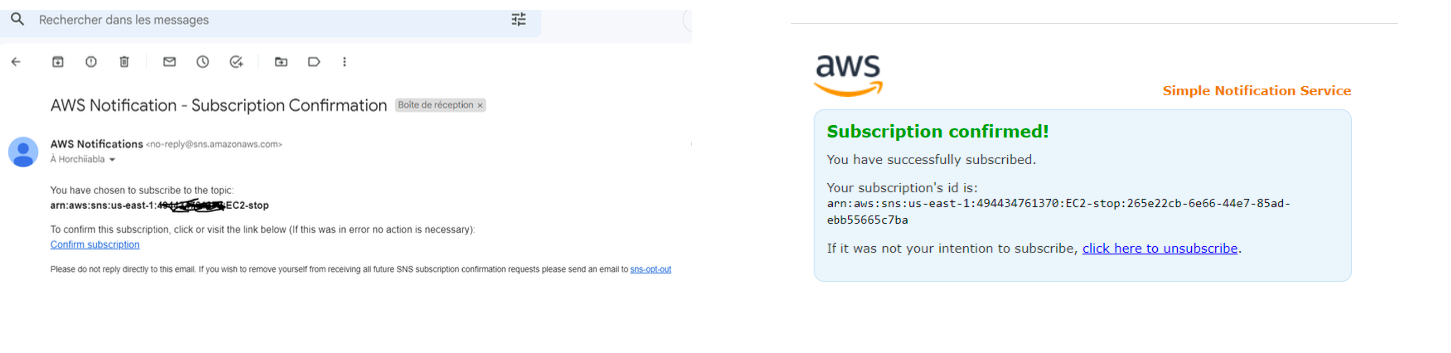 Rechercher dans les messages
AWS Notification - Subscription Confirmation Boîte de réception ×
AWS Notifications <no-reply@sns.amazonaws.com>
À Horchiiabla
You have chosen to subscribe to the topic:
arn:aws:sns:us-east-1: EC2-stop
To confirm this subscription, click or visit the link below (If this was in error no action is necessary):
Confirm subscription
Please do not reply directly to this email. If you wish to remove yourself from receiving all future SNS subscription confirmation requests please send an email to sns-opt-out
aws
Simple Notification Service
Subscription confirmed!
You have successfully subscribed.
Your subscription's id is:
arn:aws:sns:us-east-1:494434761370:EC2-stop:265e22cb-6e66-44e7-85ad-
ebb55665c7ba
If it was not your intention to subscribe, click here to unsubscribe.